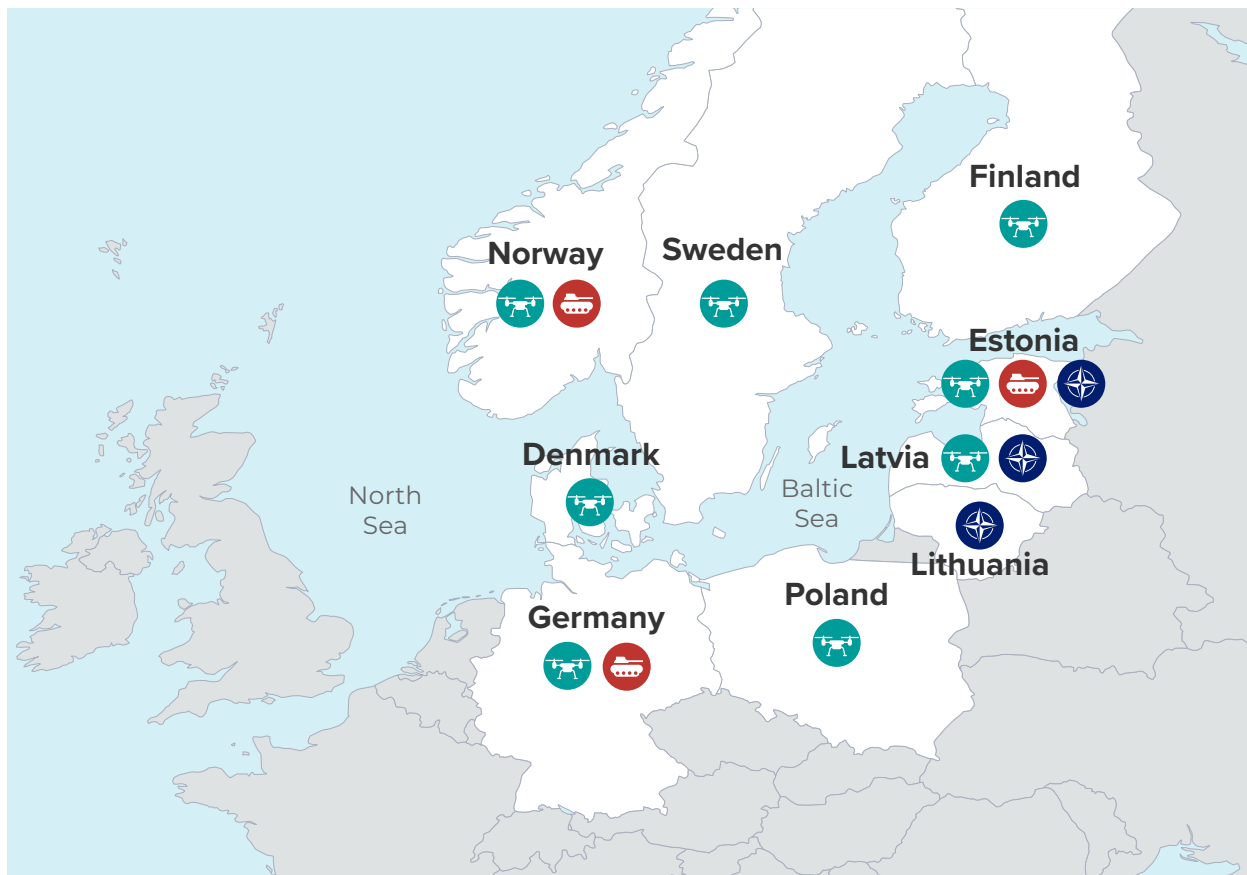 Finland
Norway
Sweden
Estonia
Denmark
Latvia
North
Sea
Baltic
Sea
Lithuania
Poland
Germany